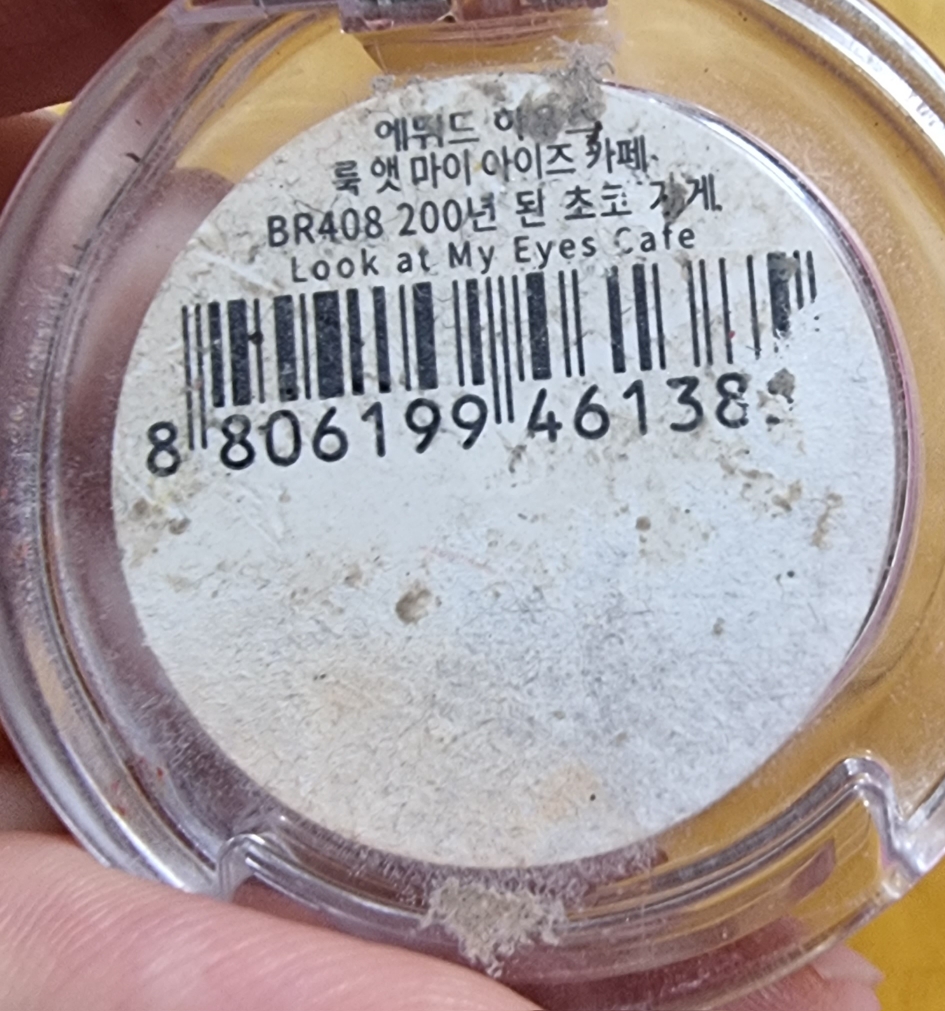 에뛰드
룩 앳 마이 아이즈 카페
BR408 200년 된 초코 가게
Look at My Eyes Cafe
8 806199 46138